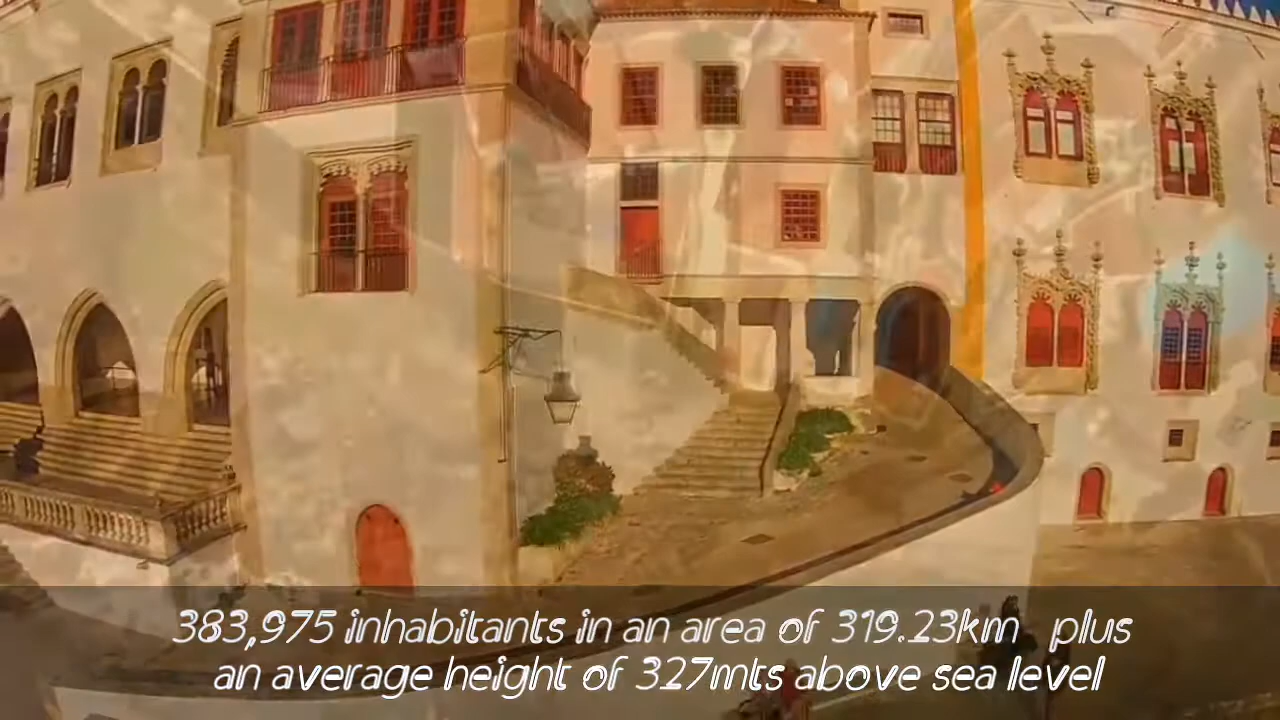 383,975 inhabitants in an area of 319.23km plus
an average height of 327mts above sea level